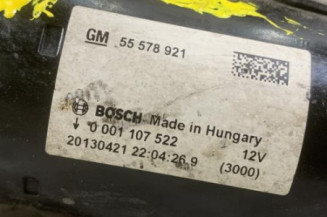 GM 55 578 921
BOSCH Made in Hungary
0 001 107 522 12V
20130421 22:04:26.9 (3000)